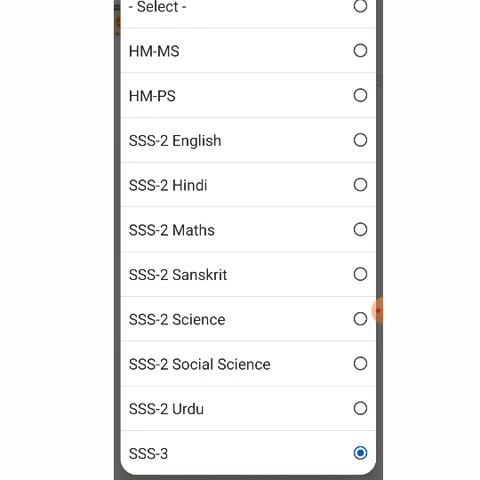 - Select -
HM-MS
HM-PS
SSS-2 English
SSS-2 Hindi
SSS-2 Maths
SSS-2 Sanskrit
SSS-2 Science
SSS-2 Social Science
SSS-2 Urdu
SSS-3